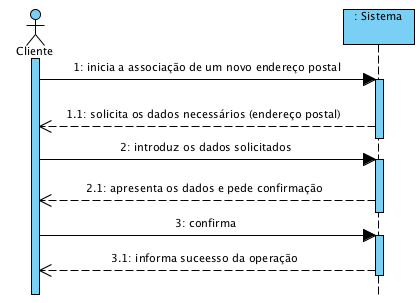 : Sistema
Cliente
1: inicia a associação de um novo endereço postal
1.1: solicita os dados necessários (endereço postal)
2: introduz os dados solicitados
2.1: apresenta os dados e pede confirmação
3: confirma
3.1: informa suceesso da operação